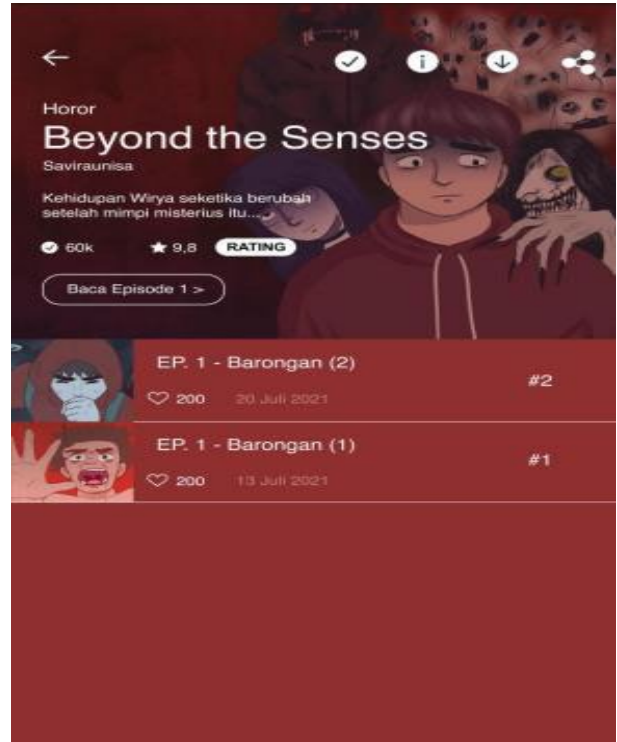 Horor
Beyond the Senses
Saviraunisa
Kehidupan Wirya seketika berubah
setelah mimpi misterius itu...
60k 9,8 RATING
Baca Episode 1 >
EP. 1 - Barongan (2)
#2
200 20 Juli 2021
EP. 1 - Barongan (1)
#1
200 13 Juli 2021